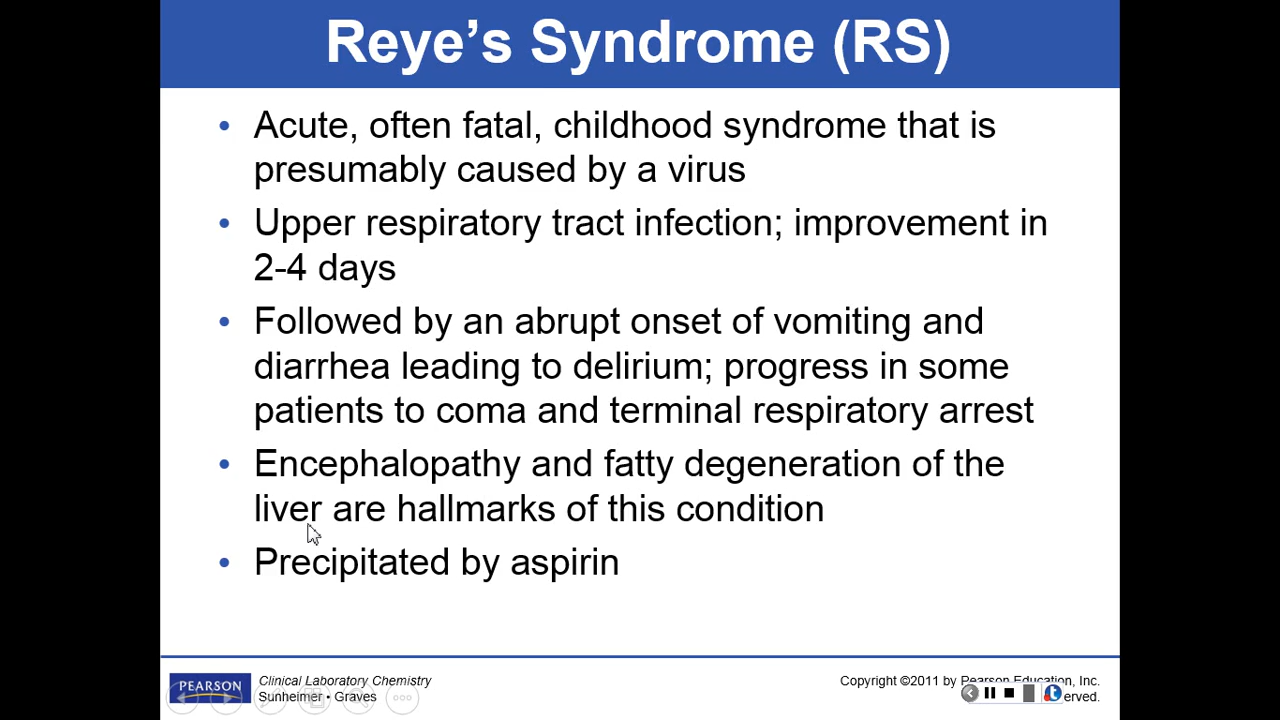 Reye’s Syndrome (RS)
• Acute, often fatal, childhood syndrome that is
presumably caused by a virus
• Upper respiratory tract infection; improvement in
2-4 days
• Followed by an abrupt onset of vomiting and
diarrhea leading to delirium; progress in some
patients to coma and terminal respiratory arrest
• Encephalopathy and fatty degeneration of the
liver are hallmarks of this condition
• Precipitated by aspirin
PEARSON
Clinical Laboratory Chemistry
Sunheimer • Graves
Copyright ©2011 by Pearson Education, Inc.
erved.